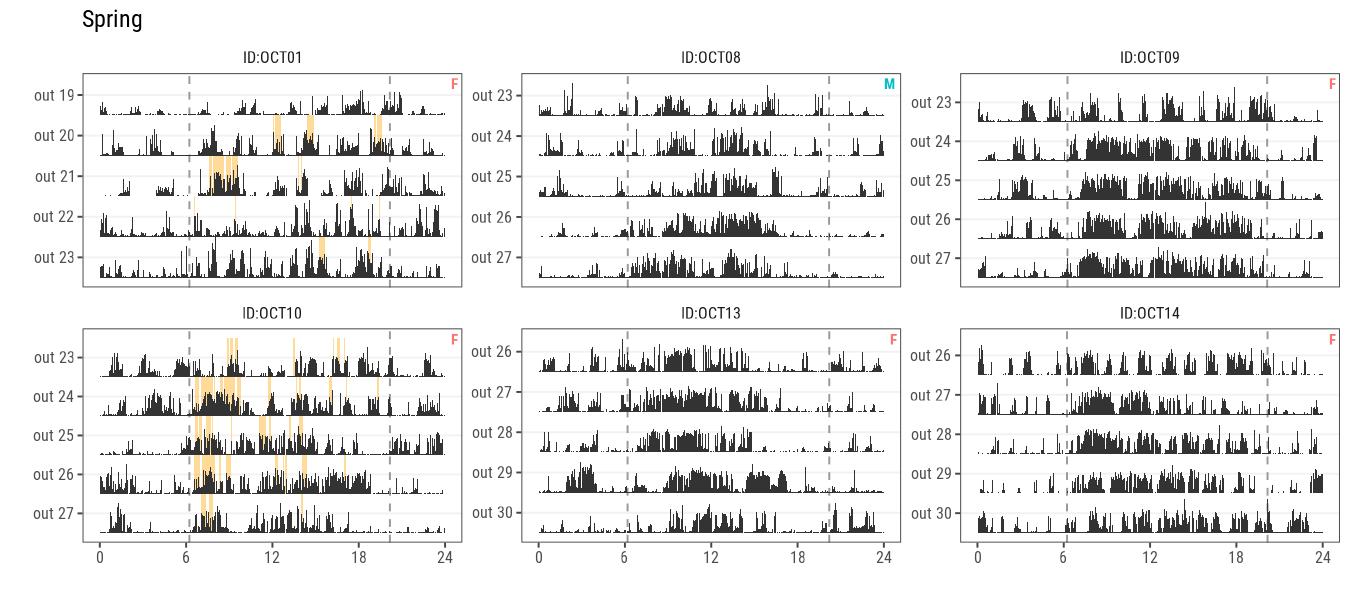 Spring
ID:OCT01
F
out 19
out 20
out 21
out 22
out 23
ID:OCT08
M
out 23
out 24
out 25
out 26
out 27
ID:OCT09
F
out 23
out 24
out 25
out 26
out 27
ID:OCT10
F
out 23
out 24
out 25
out 26
out 27
0 6 12 18 24
ID:OCT13
F
out 26
out 27
out 28
out 29
out 30
0 6 12 18 24
ID:OCT14
F
out 26
out 27
out 28
out 29
out 30
0 6 12 18 24